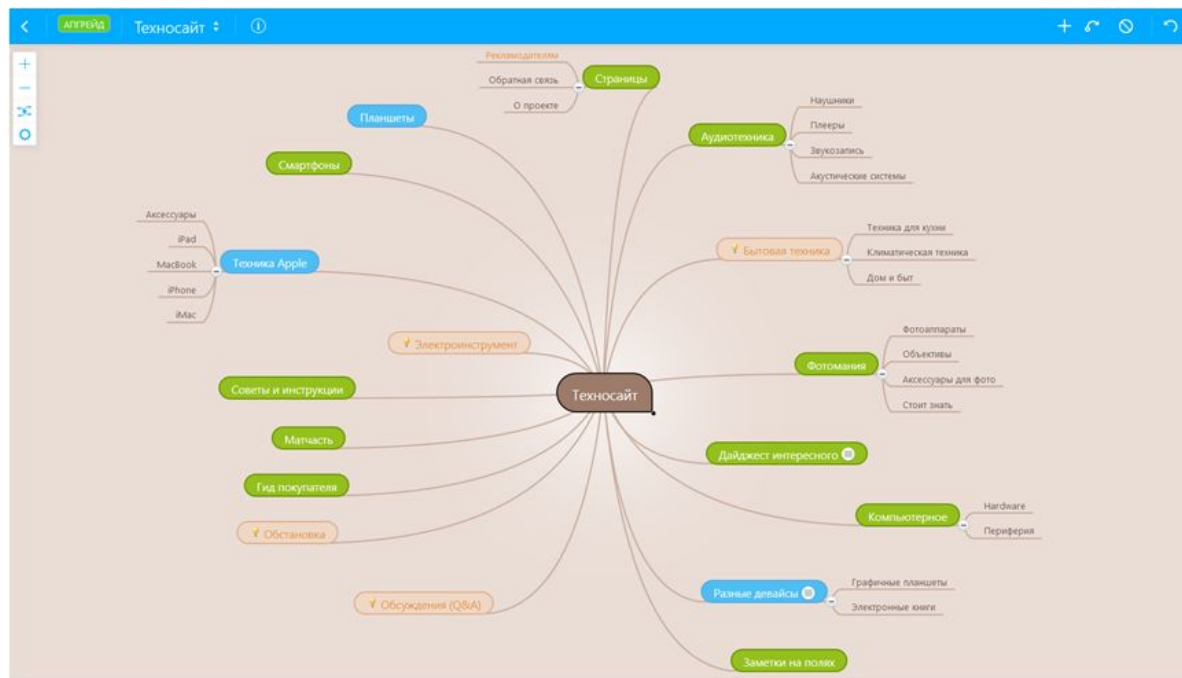 АПГРЕЙД
Техносайт
Рекламодателям
Обратная связь
О проекте
Страницы
Планшеты
Смартфоны
Аксессуары
iPad
MacBook
iPhone
iMac
Техника Apple
Электроинструмент
Советы и инструкции
Матчасть
Гид покупателя
Обстановка
Обсуждения (Q&A)
Техносайт
Аудиотехника
Наушники
Плееры
Звукозапись
Акустические системы
Бытовая техника
Техника для кухни
Климатическая техника
Дом и быт
Фотомания
Фотоаппараты
Объективы
Аксессуары для фото
Стоит знать
Дайджест интересного
Компьютерное
Hardware
Периферия
Разные девайсы
Графичные планшеты
Электронные книги
Заметки на полях